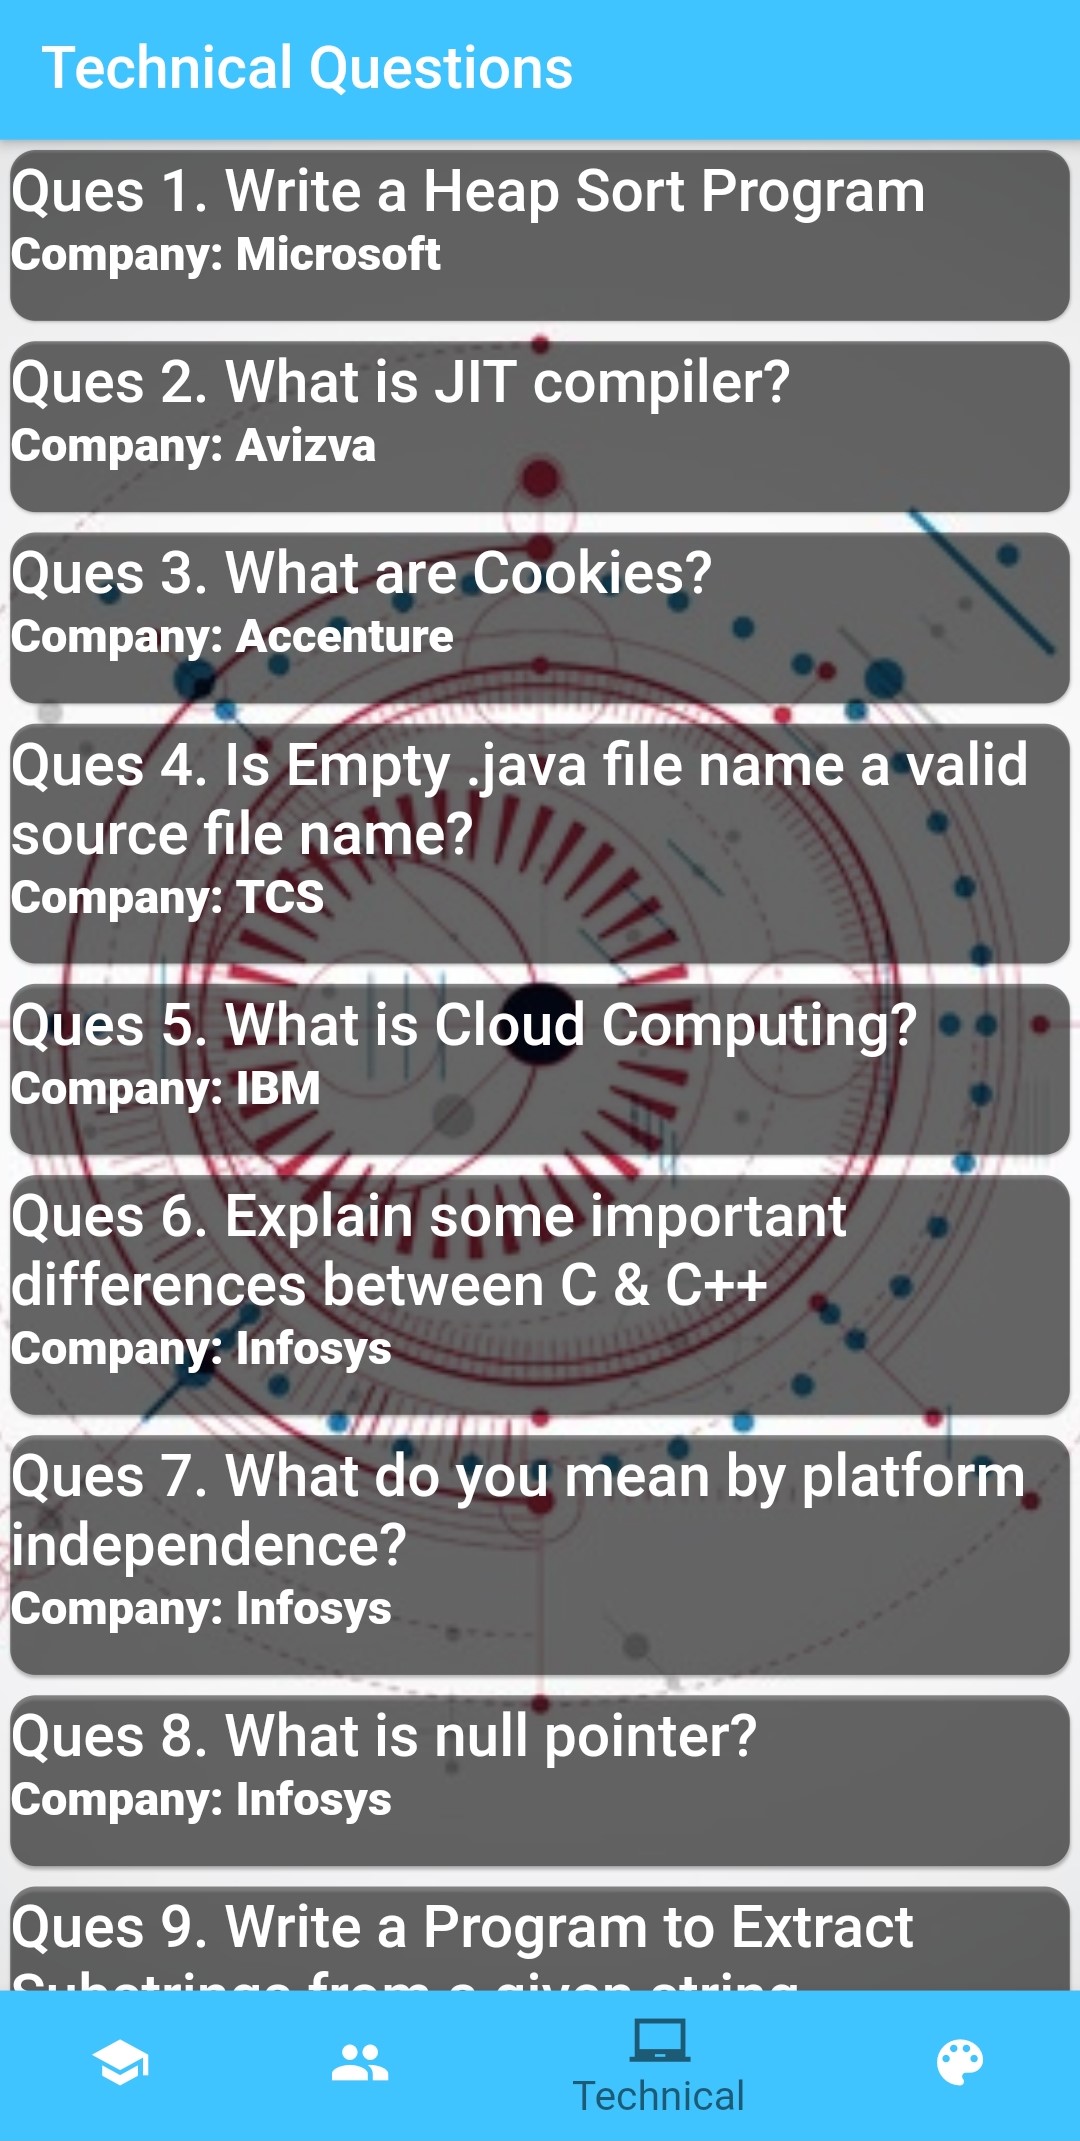 Technical Questions
Ques 1. Write a Heap Sort Program
Company: Microsoft
Ques 2. What is JIT compiler?
Company: Avizva
Ques 3. What are Cookies?
Company: Accenture
Ques 4. Is Empty .java file name a valid
source file name?
Company: TCS
Ques 5. What is Cloud Computing?
Company: IBM
Ques 6. Explain some important
differences between C & C++
Company: Infosys
Ques 7. What do you mean by platform
independence?
Company: Infosys
Ques 8. What is null pointer?
Company: Infosys
Ques 9. Write a Program to Extract
Substrings from a given string
Technical